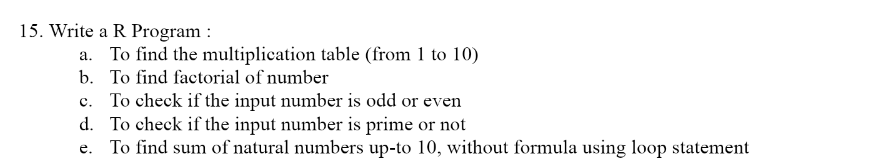 15. Write a R Program :
a. To find the multiplication table (from 1 to 10)
b. To find factorial of number
c. To check if the input number is odd or even
d. To check if the input number is prime or not
e. To find sum of natural numbers up-to 10, without formula using loop statement